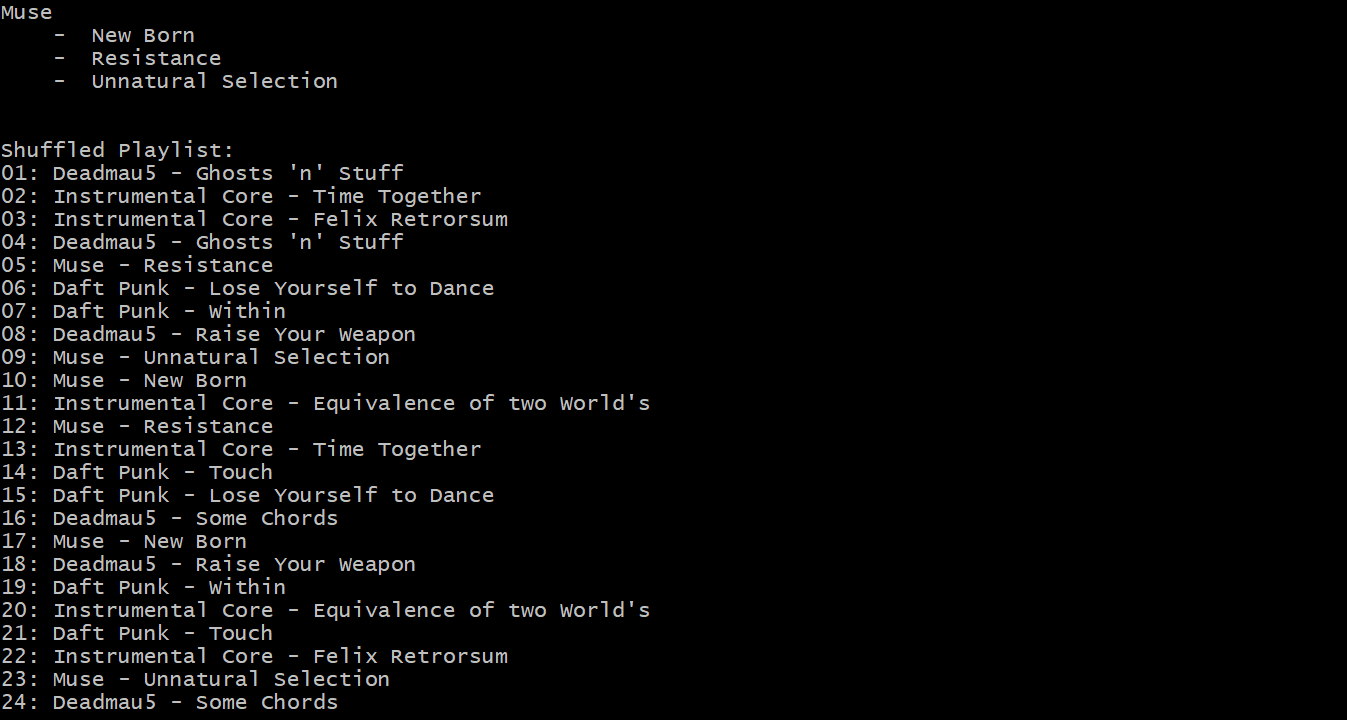 Muse
    -  New Born
    -  Resistance
    -  Unnatural Selection
Shuffled Playlist:
01: Deadmau5 - Ghosts 'n' Stuff
02: Instrumental Core - Time Together
03: Instrumental Core - Felix Retrorsum
04: Deadmau5 - Ghosts 'n' Stuff
05: Muse - Resistance
06: Daft Punk - Lose Yourself to Dance
07: Daft Punk - Within
08: Deadmau5 - Raise Your Weapon
09: Muse - Unnatural Selection
10: Muse - New Born
11: Instrumental Core - Equivalence of two World's
12: Muse - Resistance
13: Instrumental Core - Time Together
14: Daft Punk - Touch
15: Daft Punk - Lose Yourself to Dance
16: Deadmau5 - Some Chords
17: Muse - New Born
18: Deadmau5 - Raise Your Weapon
19: Daft Punk - Within
20: Instrumental Core - Equivalence of two World's
21: Daft Punk - Touch
22: Instrumental Core - Felix Retrorsum
23: Muse - Unnatural Selection
24: Deadmau5 - Some Chords